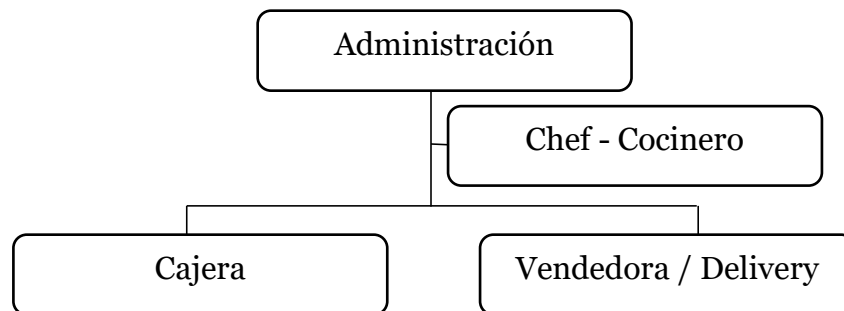 Administración
Chef - Cocinero
Cajera
Vendedora / Delivery